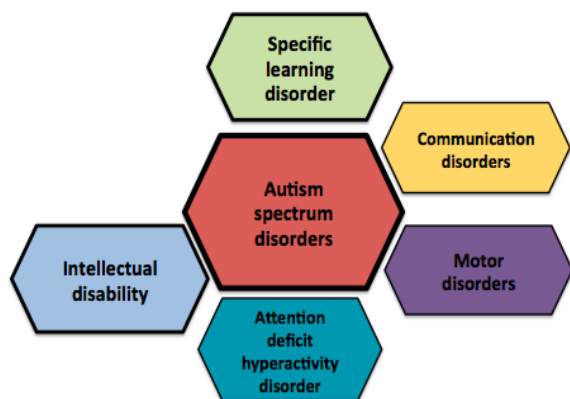 Specific
learning
disorder
Communication
disorders
Autism
spectrum
disorders
Intellectual
disability
Motor
disorders
Attention
deficit
hyperactivity
disorder